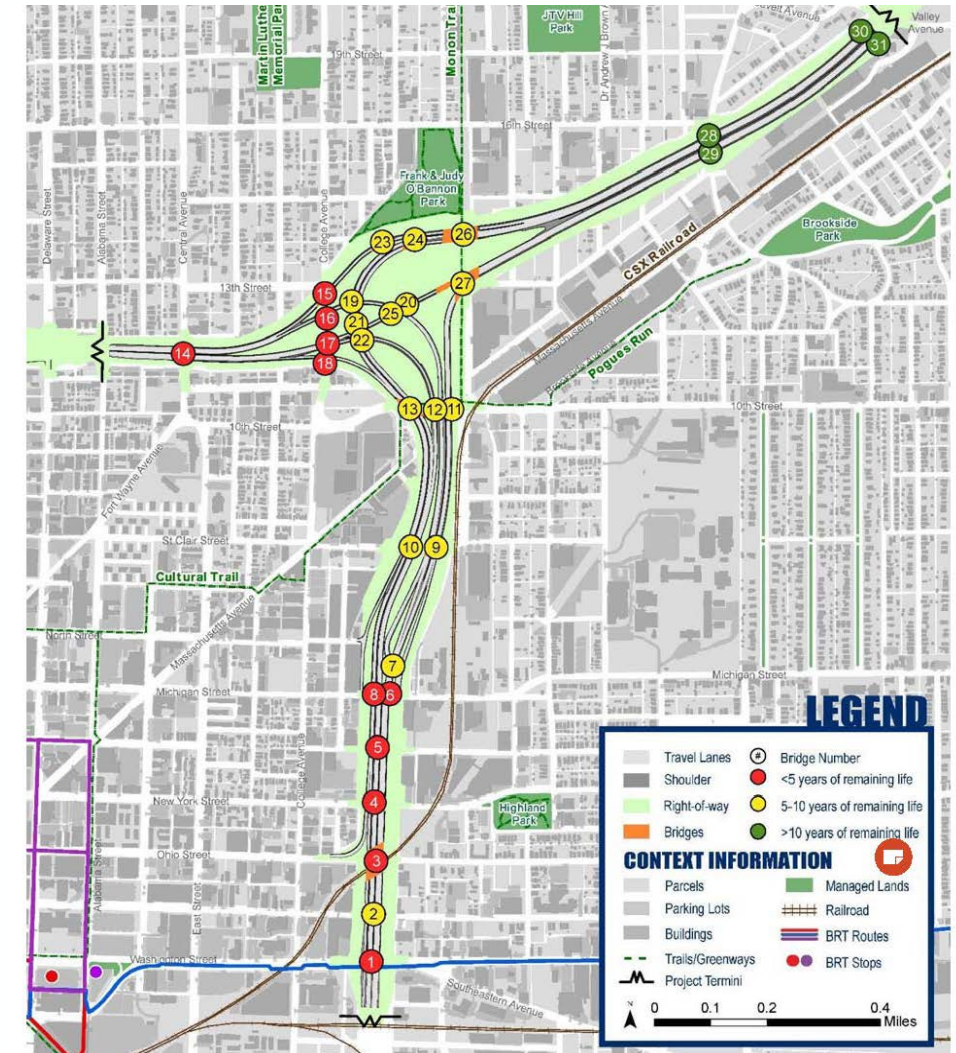 JTV Hill
Park
Valley
Avenue
Martin Luthe
Memorial Pa
Monon Trai
Dr Andrew J Brown
19th Street
30
31
16th Street
28
29
Frank & Judy
O'Bannon
Park
Delaware Street
Alabama Street
Central Avenue
College Avenue
23
24
26
Brookside
Park
CSX Railroad
13th Street
15
27
19
20
16
25
21
Massachusetts Avenue
Brookside Avenue
Pogues Run
14
17
22
18
13
12
11
10th Street
10th Street
Fort Wayne Avenue
St Clair Street
10
9
Cultural Trail
Massachusetts Avenue
North Street
7
Michigan Street
Michigan Street
8
6
5
College Avenue
New York Street
4
Highland
Park
Ohio Street
3
Alabama Street
East Street
2
Washington Street
1
Southeastern Avenue
LEGEND
Travel Lanes
# Bridge Number
Shoulder
<5 years of remaining life
Right-of-way
5-10 years of remaining life
Bridges
>10 years of remaining life
CONTEXT INFORMATION
Parcels
Managed Lands
Parking Lots
Railroad
Buildings
BRT Routes
Trails/Greenways
BRT Stops
Project Termini
N
0 0.1 0.2 0.4
Miles